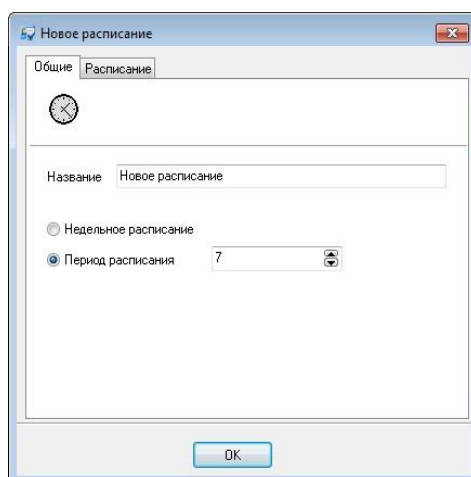 Новое расписание
Общие Расписание
Название Новое расписание
Недельное расписание
Период расписания 7
OK